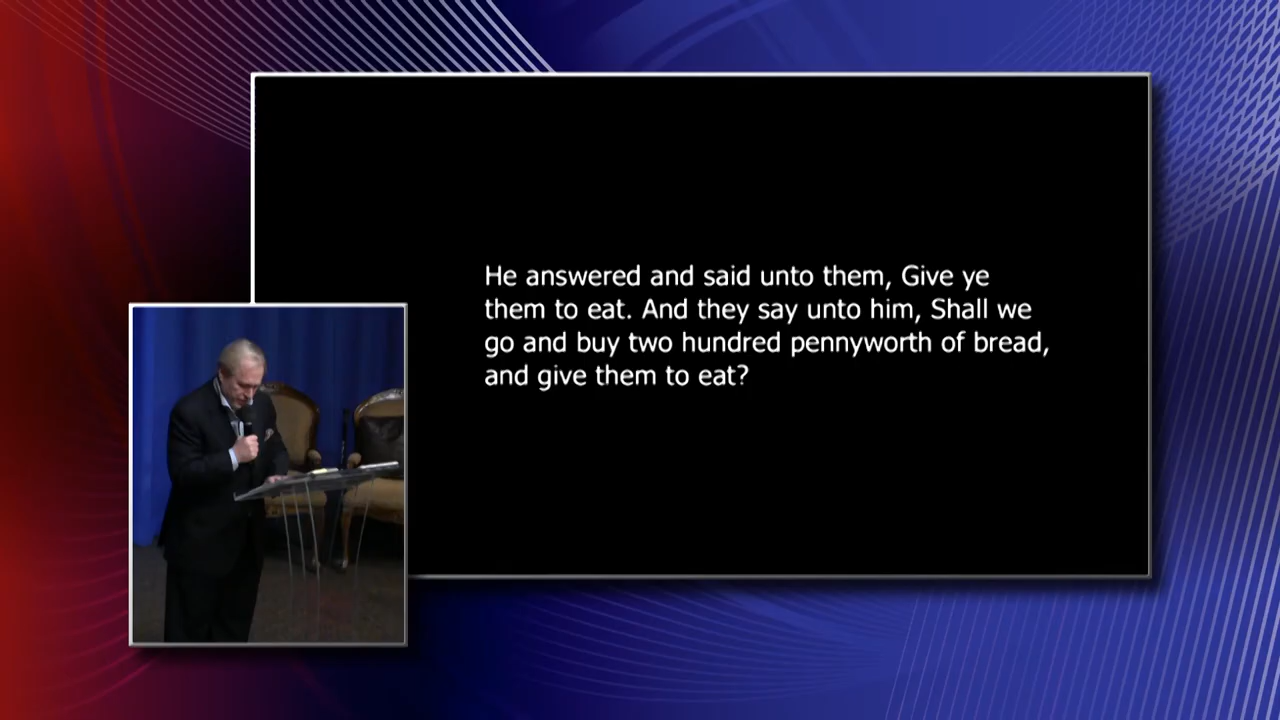 He answered and said unto them, Give ye
them to eat. And they say unto him, Shall we
go and buy two hundred pennyworth of bread,
and give them to eat?